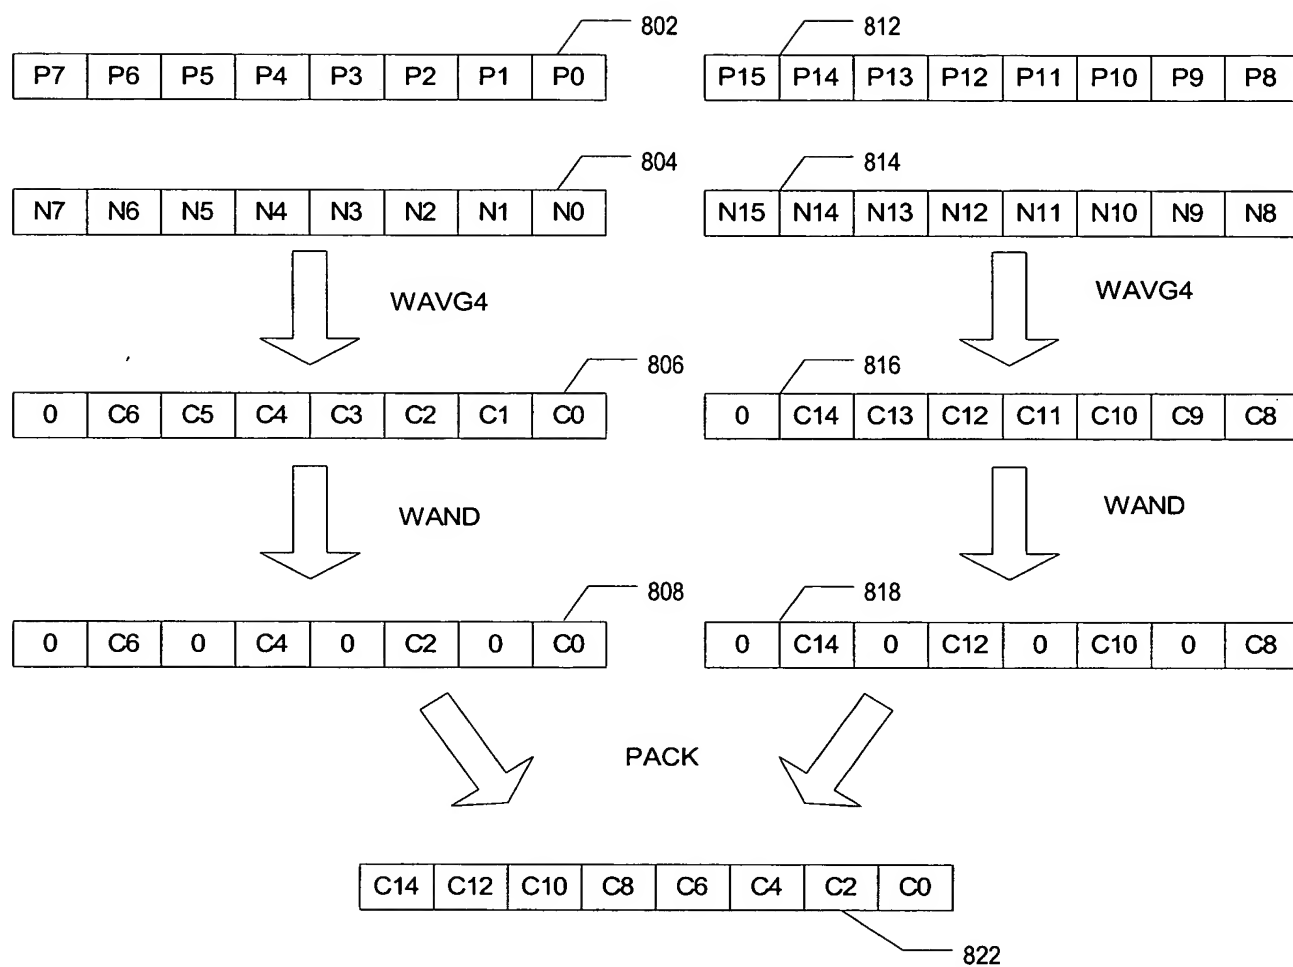 802
812
P7 P6 P5 P4 P3 P2 P1 P0
P15 P14 P13 P12 P11 P10 P9 P8
804
814
N7 N6 N5 N4 N3 N2 N1 N0
N15 N14 N13 N12 N11 N10 N9 N8
WAVG4
WAVG4
806
816
0 C6 C5 C4 C3 C2 C1 C0
0 C14 C13 C12 C11 C10 C9 C8
WAND
WAND
808
818
0 C6 0 C4 0 C2 0 C0
0 C14 0 C12 0 C10 0 C8
PACK
C14 C12 C10 C8 C6 C4 C2 C0
822